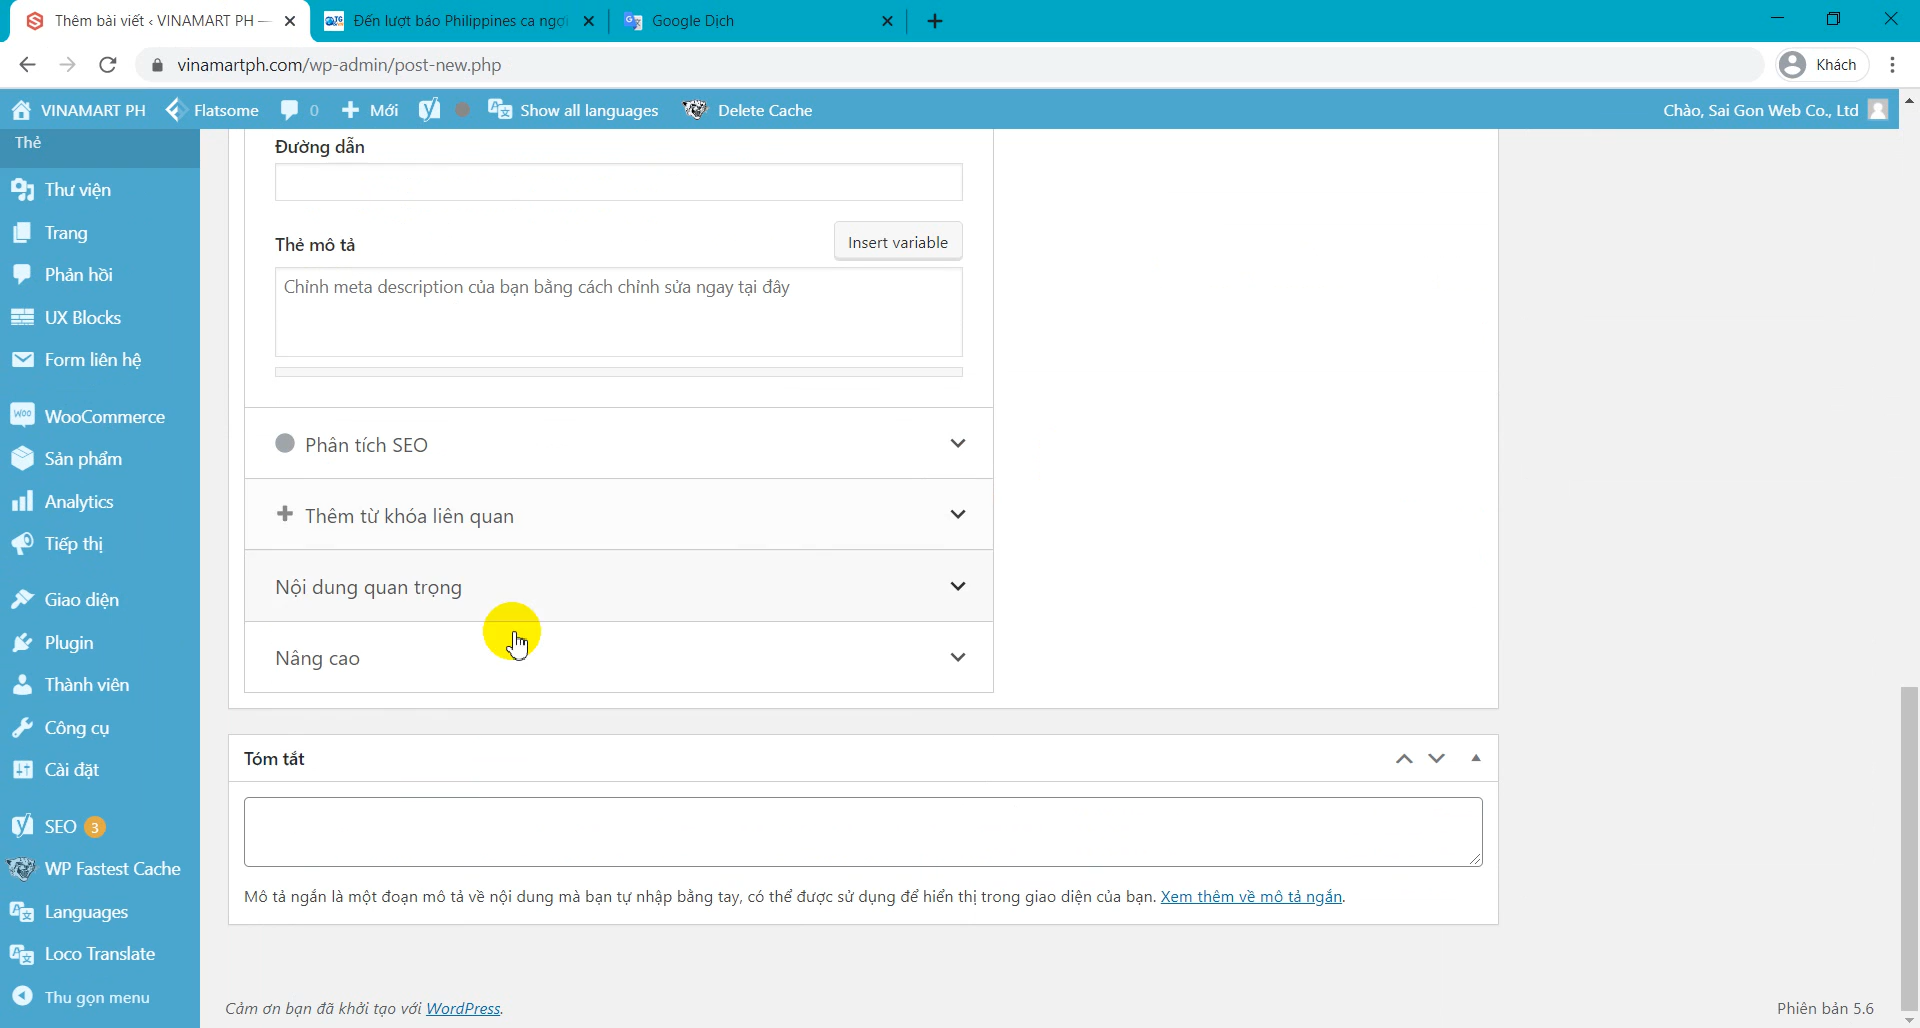 Thêm bài viết ‹ VINAMART PH —
Đến lượt báo Philippines ca ngợi
Google Dịch
vinamartph.com/wp-admin/post-new.php
Khách
VINAMART PH
Flatsome
0
Mới
Show all languages
Delete Cache
Chào, Sai Gon Web Co., Ltd
Thẻ
Thư viện
Trang
Phản hồi
UX Blocks
Form liên hệ
WooCommerce
Sản phẩm
Analytics
Tiếp thị
Giao diện
Plugin
Thành viên
Công cụ
Cài đặt
SEO 3
WP Fastest Cache
Languages
Loco Translate
Thu gọn menu
Đường dẫn
Thẻ mô tả
Insert variable
Chỉnh meta description của bạn bằng cách chỉnh sửa ngay tại đây
Phân tích SEO
Thêm từ khóa liên quan
Nội dung quan trọng
Nâng cao
Tóm tắt
Mô tả ngắn là một đoạn mô tả về nội dung mà bạn tự nhập bằng tay, có thể được sử dụng để hiển thị trong giao diện của bạn. Xem thêm về mô tả ngắn.
Cảm ơn bạn đã khởi tạo với WordPress.
Phiên bản 5.6